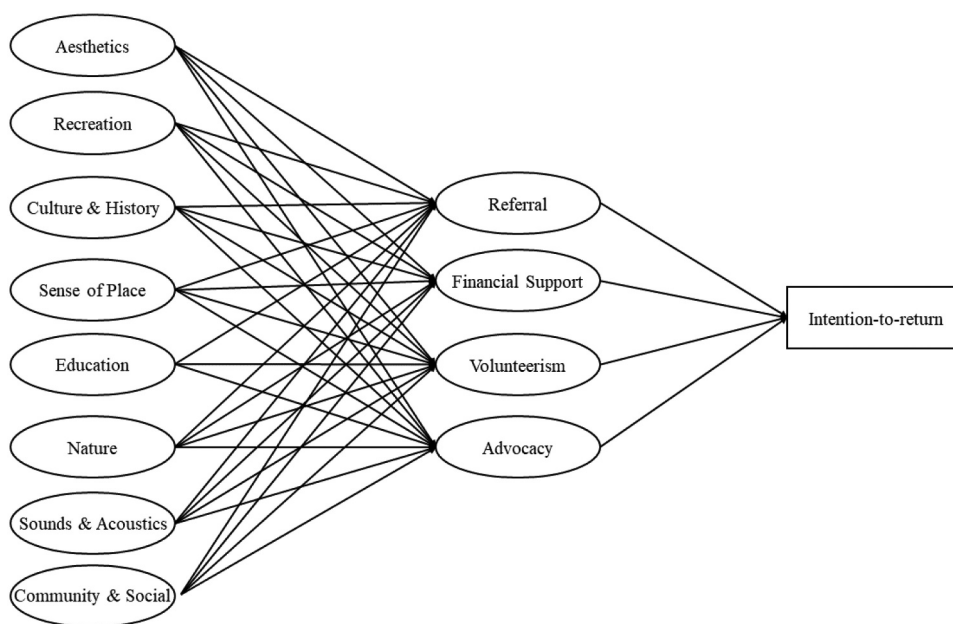 Aesthetics
Recreation
Culture & History
Sense of Place
Education
Nature
Sounds & Acoustics
Community & Social
Referral
Financial Support
Volunteerism
Advocacy
Intention-to-return